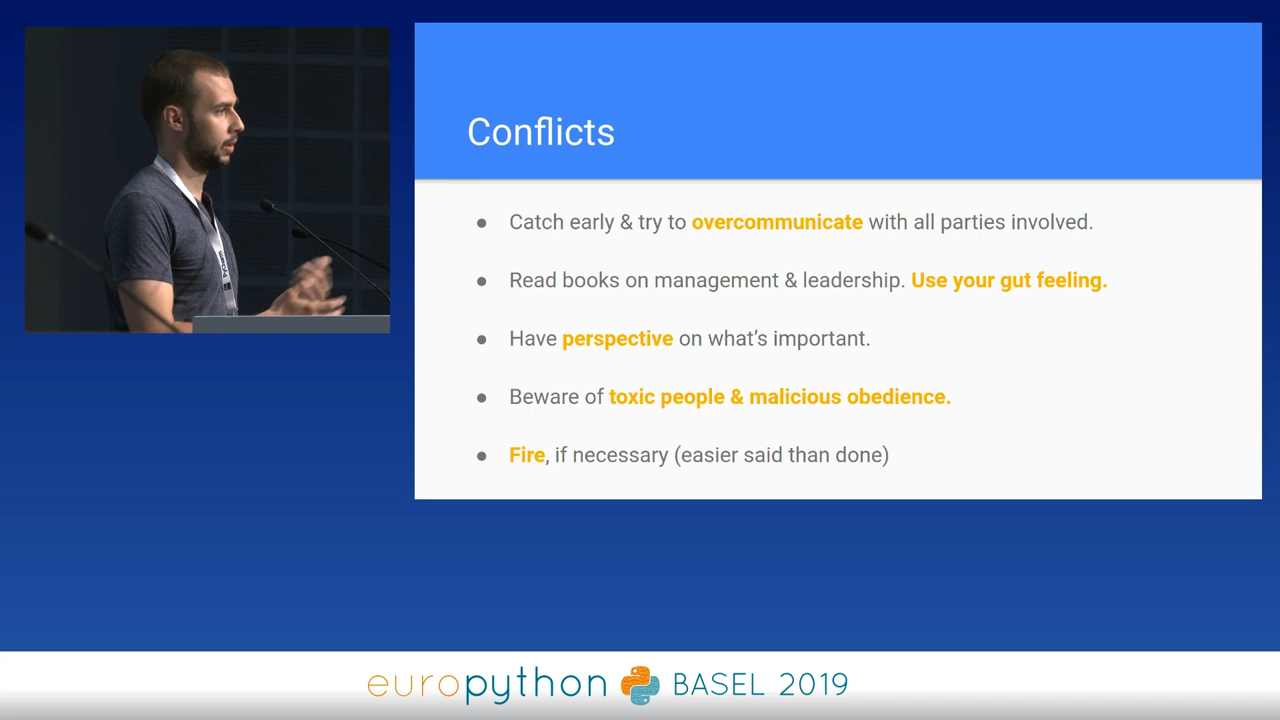 Conflicts
● Catch early & try to overcommunicate with all parties involved.
● Read books on management & leadership. Use your gut feeling.
● Have perspective on what’s important.
● Beware of toxic people & malicious obedience.
● Fire, if necessary (easier said than done)
europython BASEL 2019